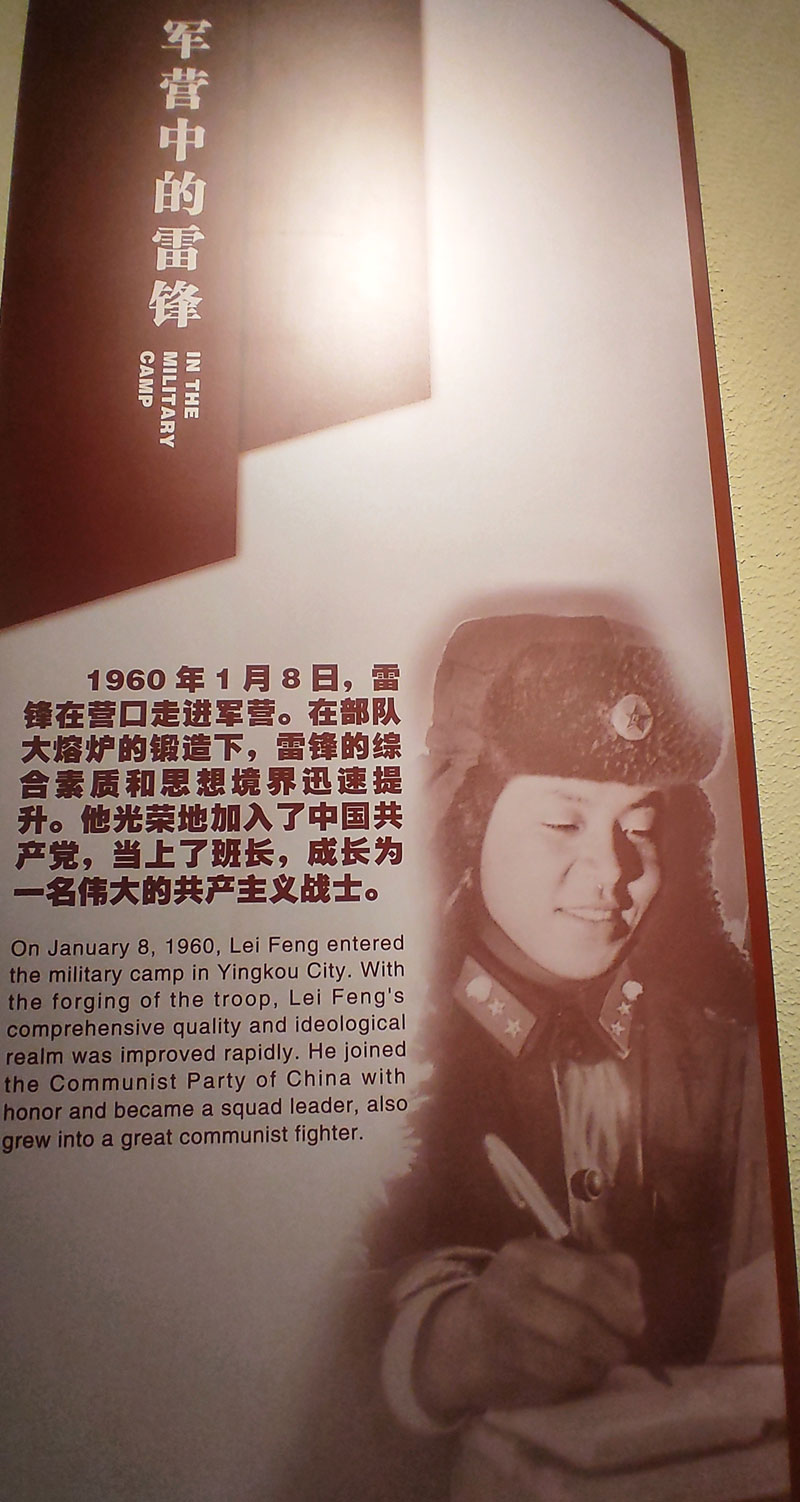 军营中的雷锋
IN THE
MILITARY
CAMP
1960 年 1 月 8 日，雷
锋在营口走进军营。在部队
大熔炉的锻造下，雷锋的综
合素质和思想境界迅速提
升。他光荣地加入了中国共
产党，当上了班长，成长为
一名伟大的共产主义战士。
On January 8, 1960, Lei Feng entered
the military camp in Yingkou City. With
the forging of the troop, Lei Feng's
comprehensive quality and ideological
realm was improved rapidly. He joined
the Communist Party of China with
honor and became a squad leader, also
grew into a great communist fighter.